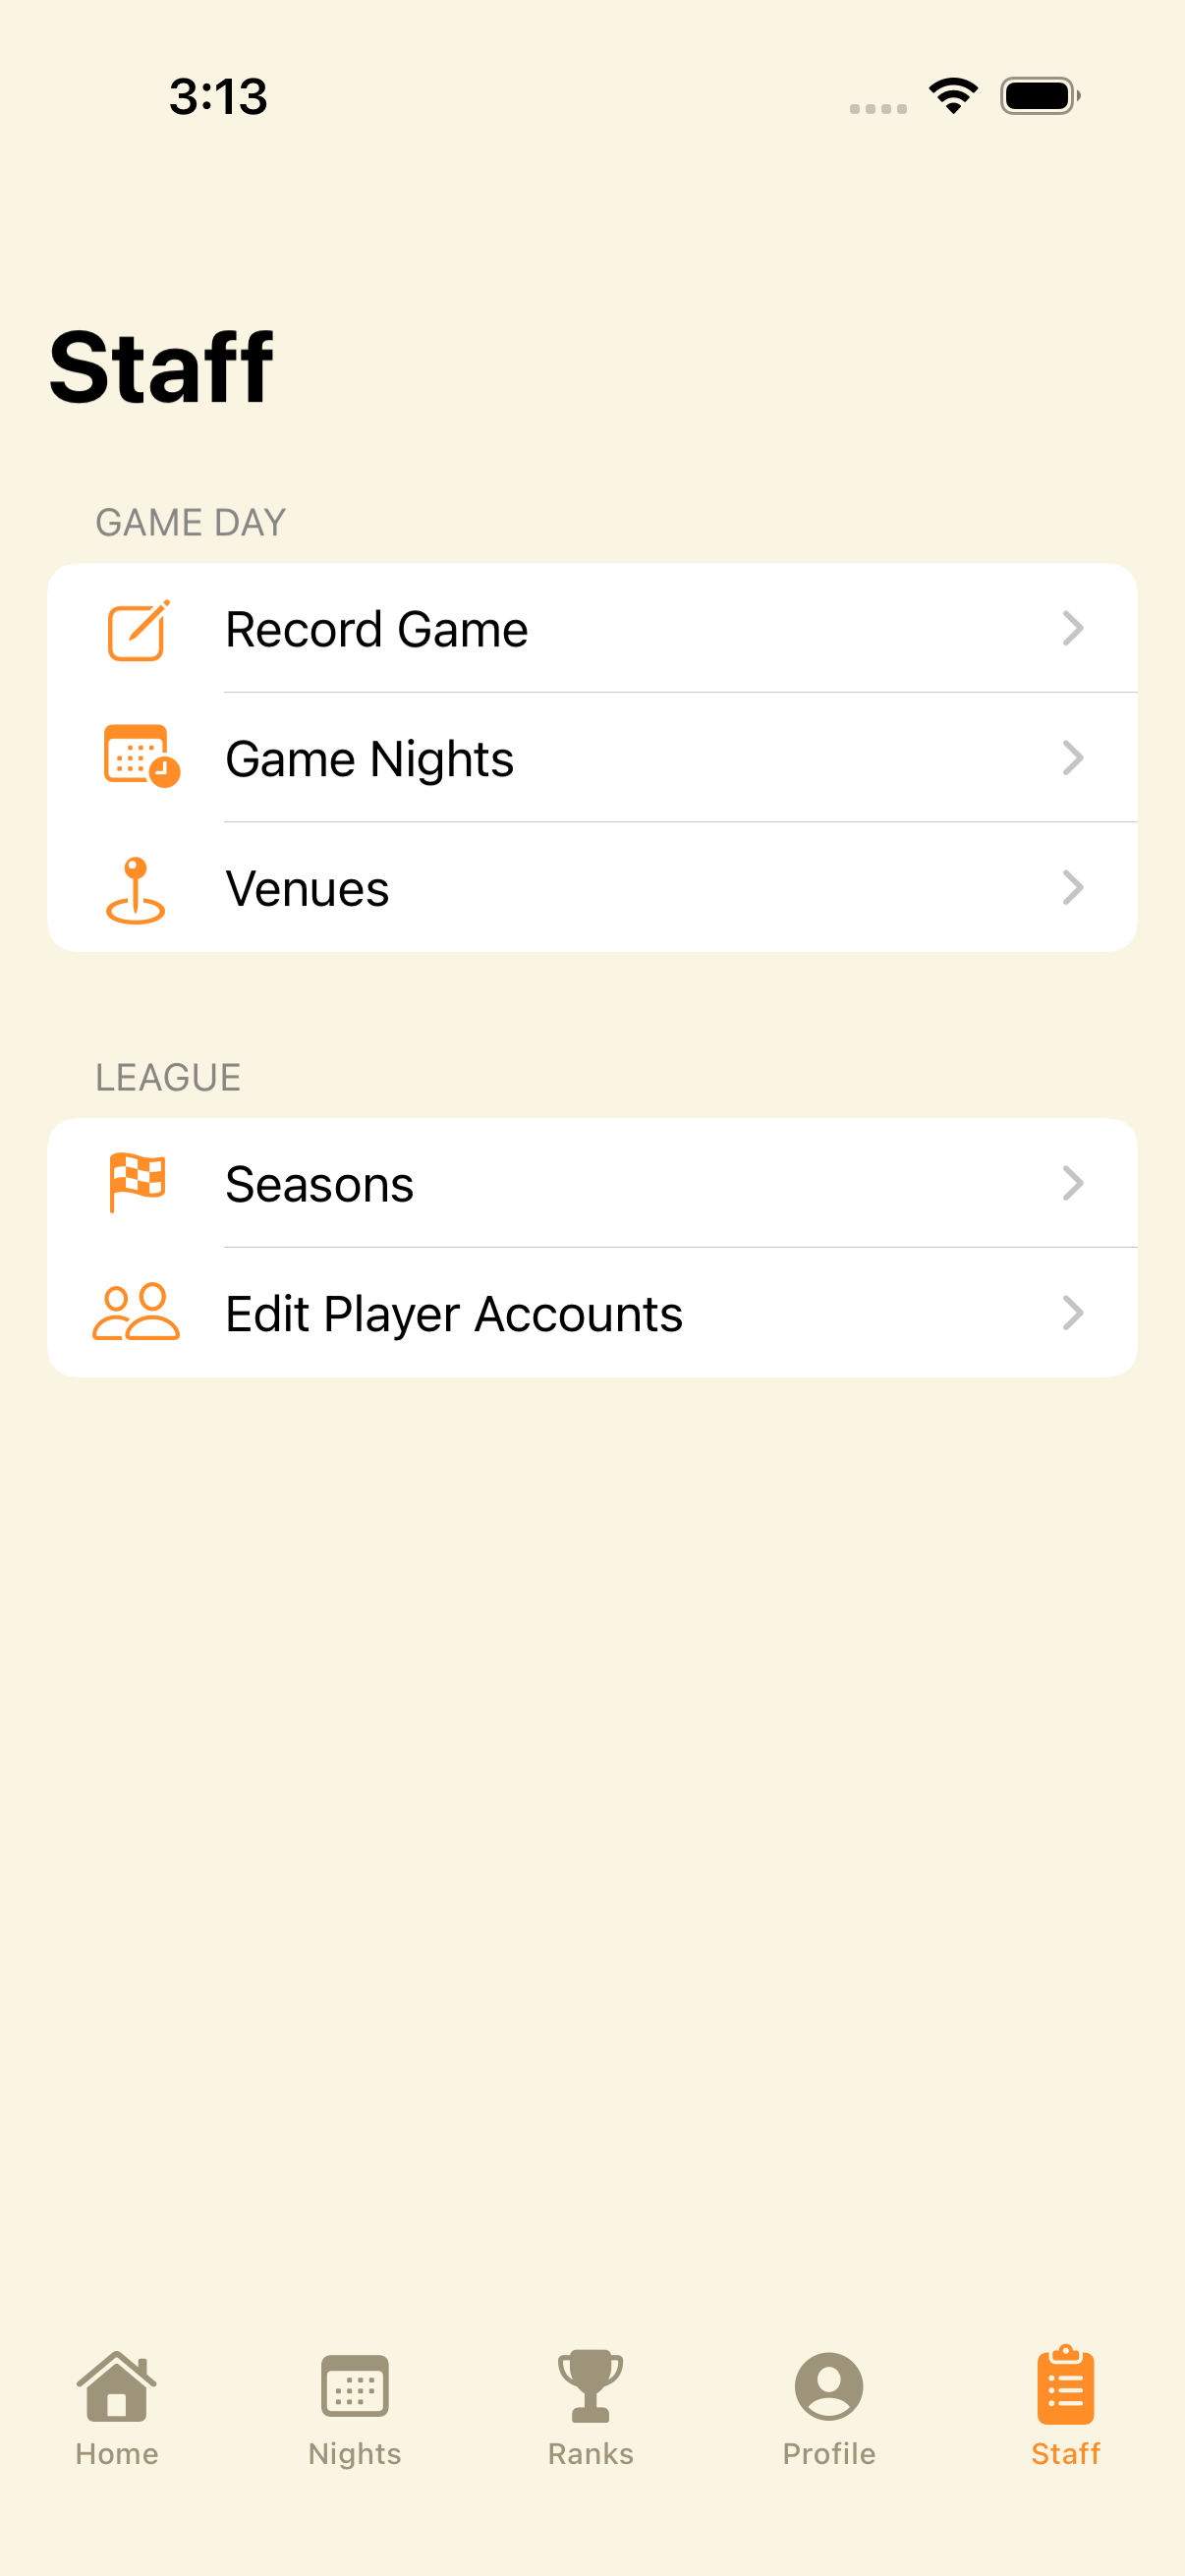 3:13
Staff
GAME DAY
Record Game
Game Nights
Venues
LEAGUE
Seasons
Edit Player Accounts
Home
Nights
Ranks
Profile
Staff